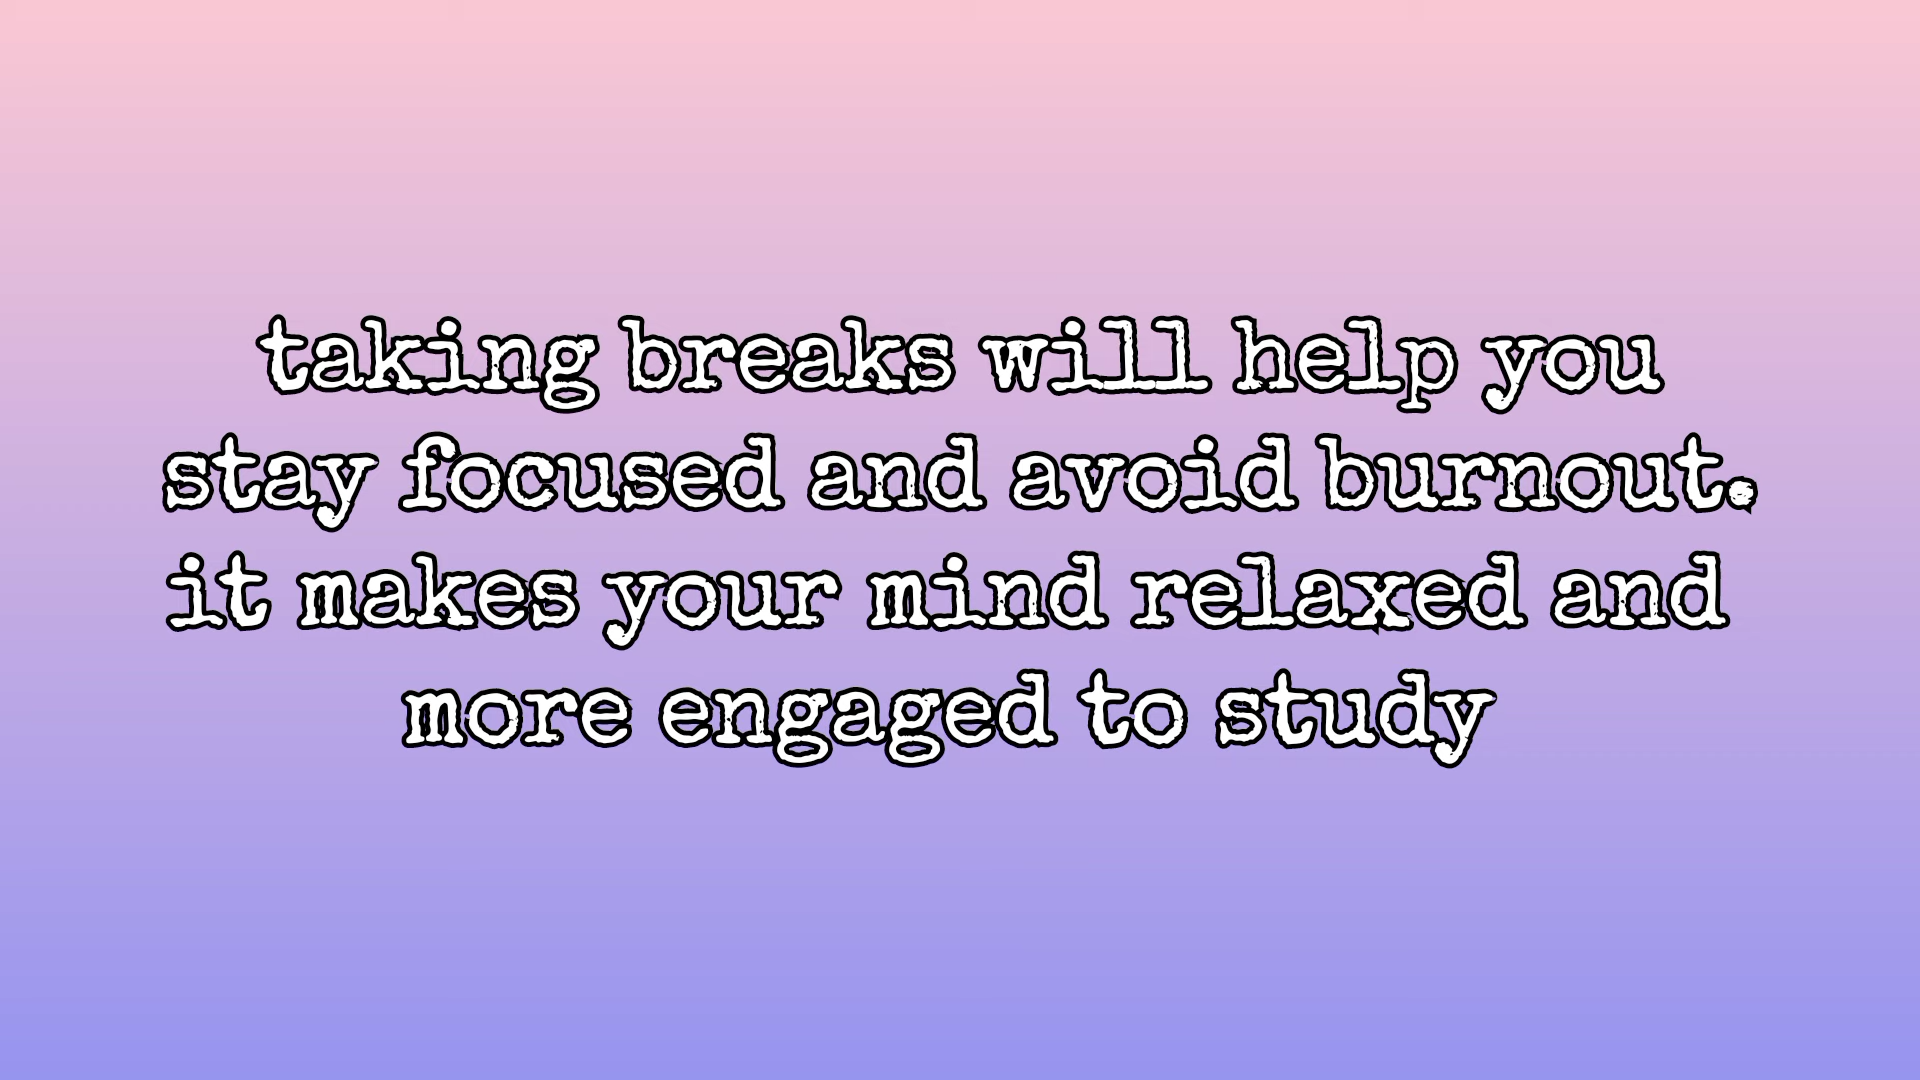 taking breaks will help you
stay focused and avoid burnout.
it makes your mind relaxed and
more engaged to study